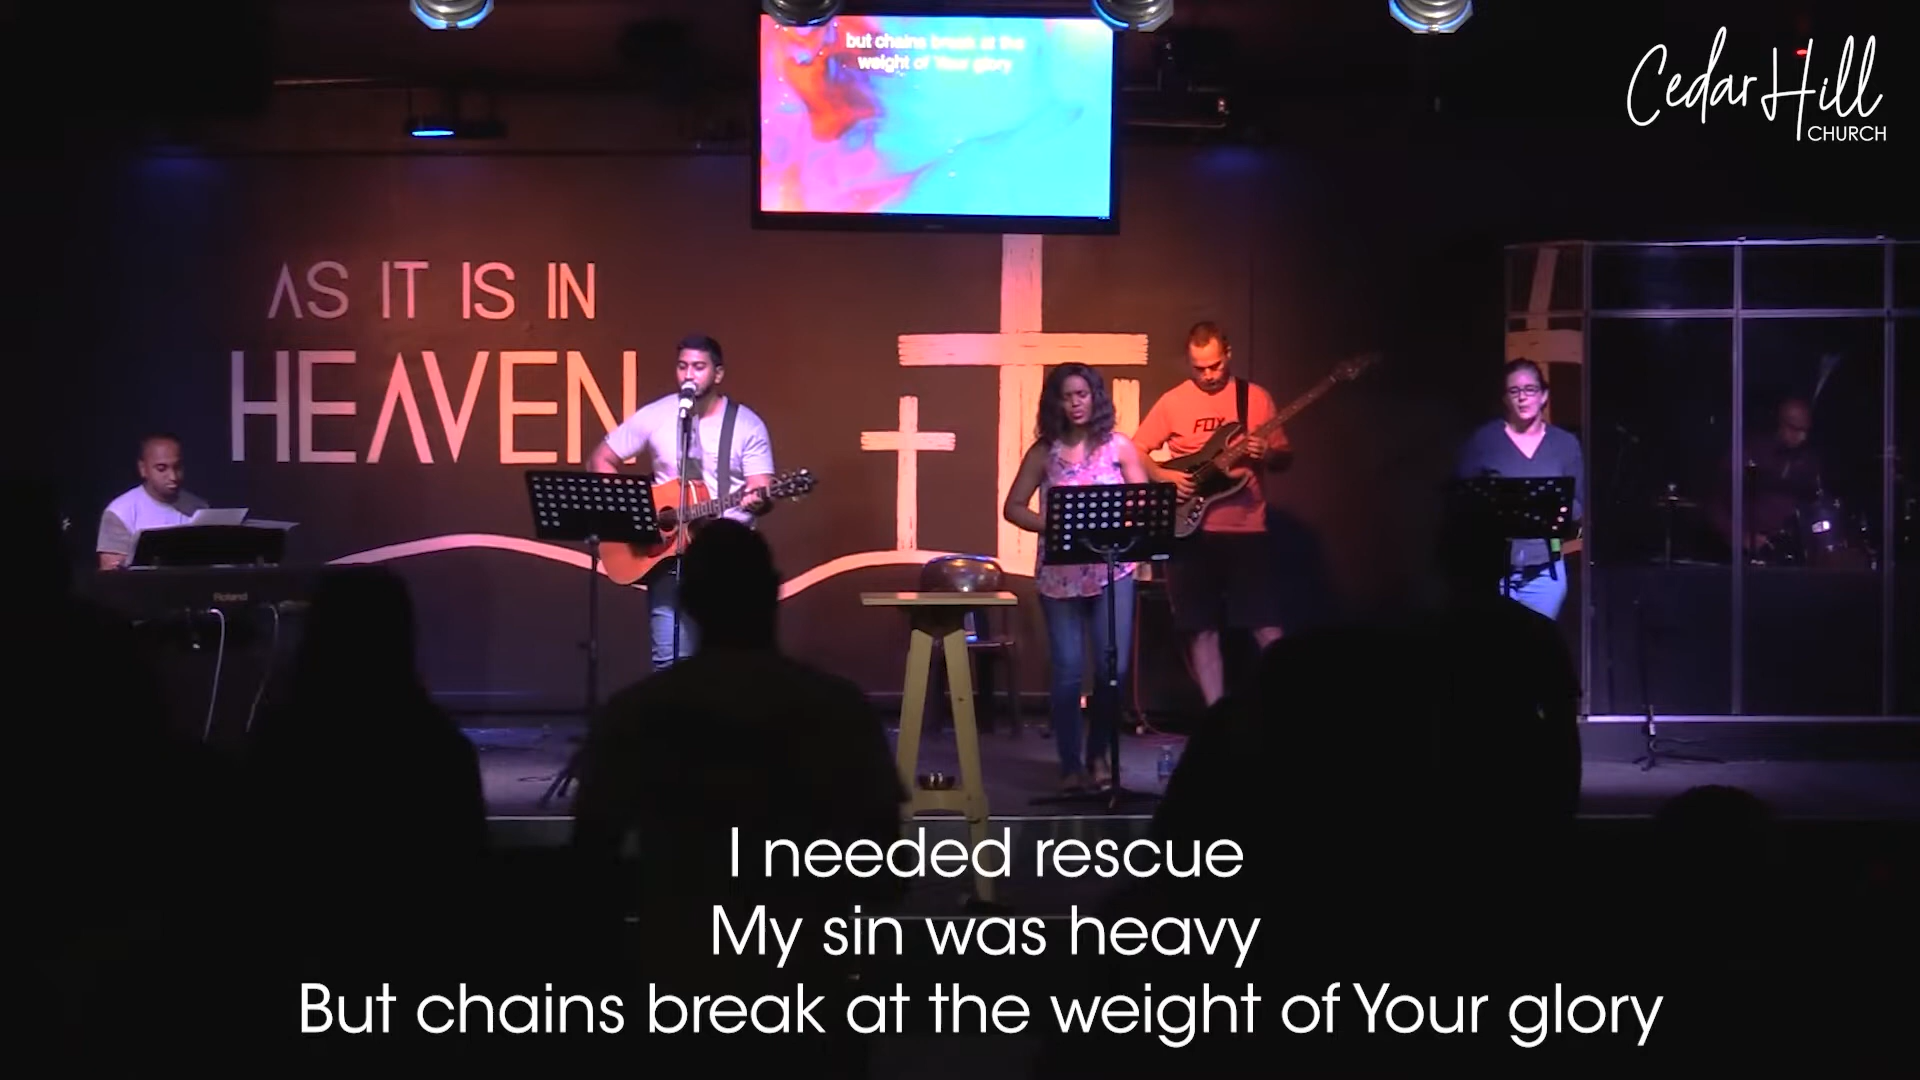 but chains break at the
weight of Your glory
Cedar Hill
CHURCH
AS IT IS IN
HEAVEN
FOX
Roland
I needed rescue
My sin was heavy
But chains break at the weight of Your glory